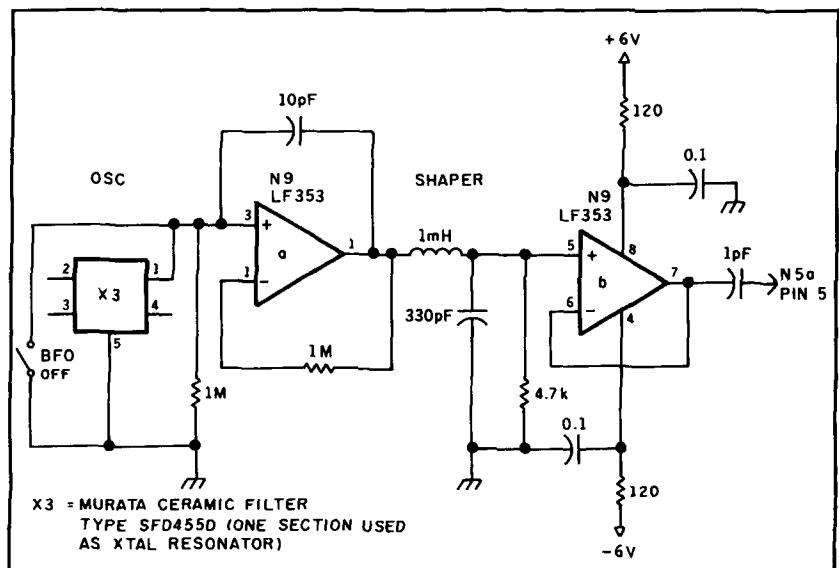 +6V
120
10pF
0.1
OSC
N9
LF353
SHAPER
N9
LF353
3
+
a
1
1
-
1mH
5
+
b
8
7
6
-
4
1pF
N5a
PIN 5
2
1
3
4
X3
5
330pF
BFO
OFF
1M
1M
4.7k
0.1
120
-6V
X3 = MURATA CERAMIC FILTER
TYPE SFD455D (ONE SECTION USED
AS XTAL RESONATOR)